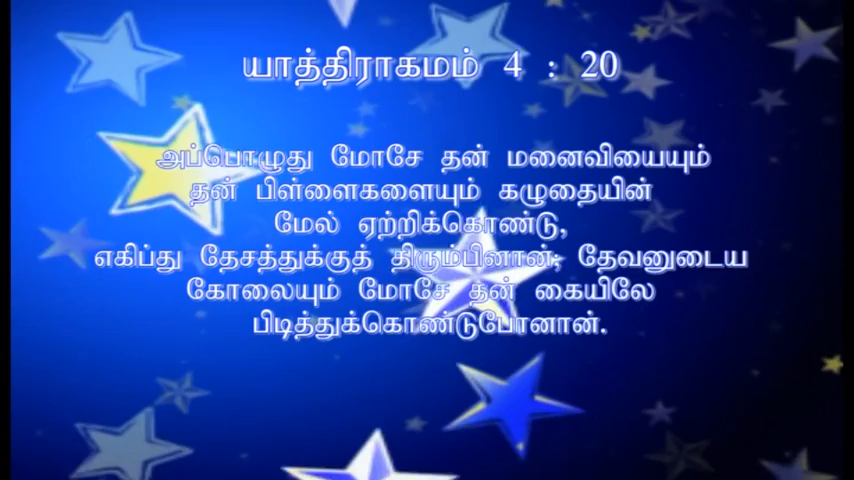 யாத்திராகமம் 4 : 20
அப்பொழுது மோசே தன் மனைவியையும்
தன் பிள்ளைகளையும் கழுதையின்
மேல் ஏற்றிக்கொண்டு,
எகிப்து தேசத்துக்குத் திரும்பினான்; தேவனுடைய
கோலையும் மோசே தன் கையிலே
பிடித்துக்கொண்டுபோனான்.